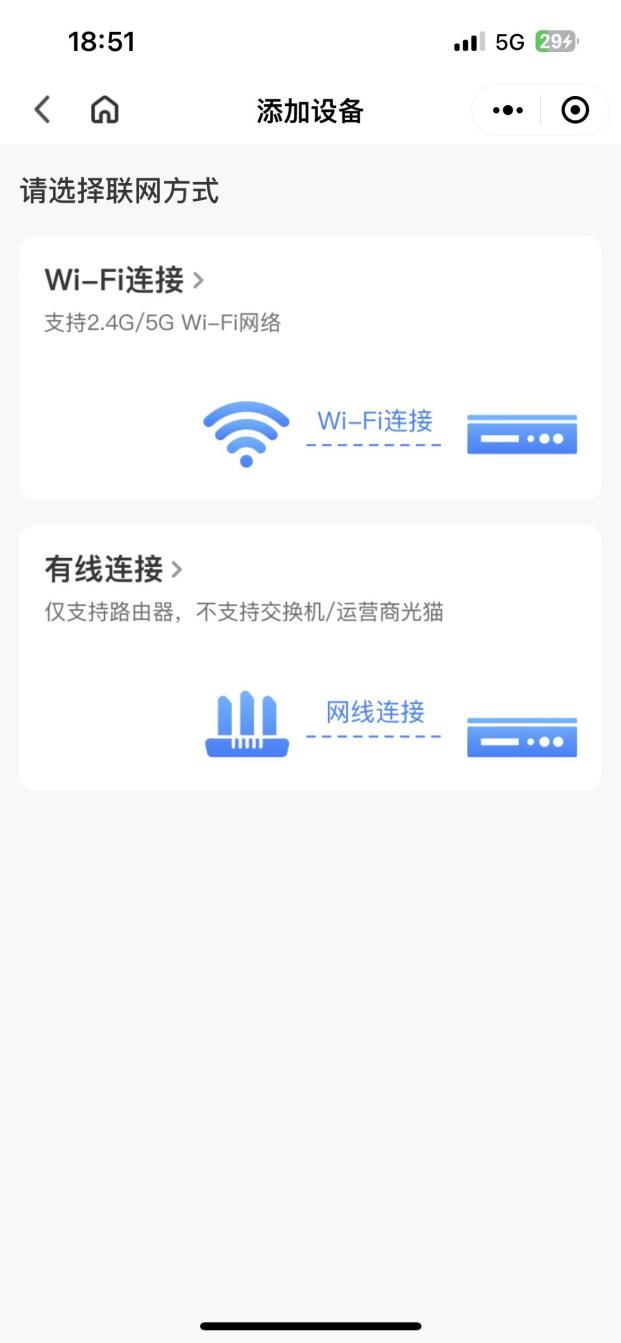 18:51
5G
29
添加设备
请选择联网方式
Wi-Fi连接
支持2.4G/5G Wi-Fi网络
Wi-Fi连接
有线连接
仅支持路由器，不支持交换机/运营商光猫
网线连接